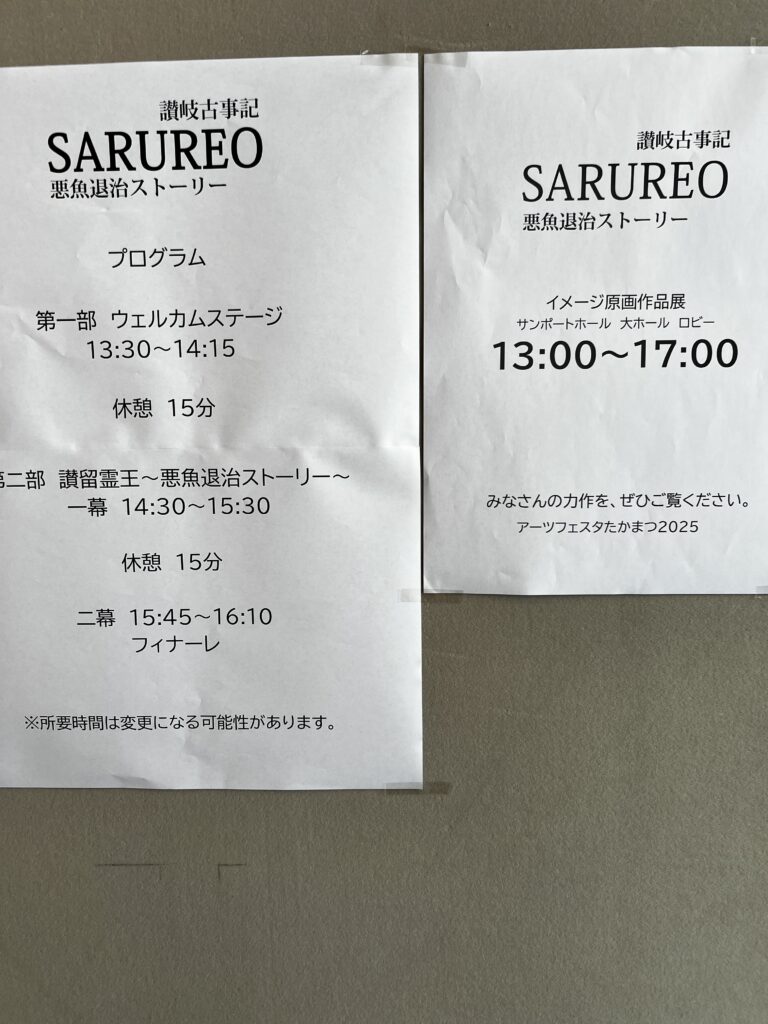 讃岐古事記
SARUREO
悪魚退治ストーリー
プログラム
第一部 ウェルカムステージ
13:30〜14:15
休憩 15分
第二部 讃留霊王〜悪魚退治ストーリー〜
一幕 14:30〜15:30
休憩 15分
二幕 15:45〜16:10
フィナーレ
※所要時間は変更になる可能性があります。
讃岐古事記
SARUREO
悪魚退治ストーリー
イメージ原画作品展
サンポートホール 大ホール ロビー
13:00〜17:00
みなさんの力作を、ぜひご覧ください。
アーツフェスタたかまつ2025